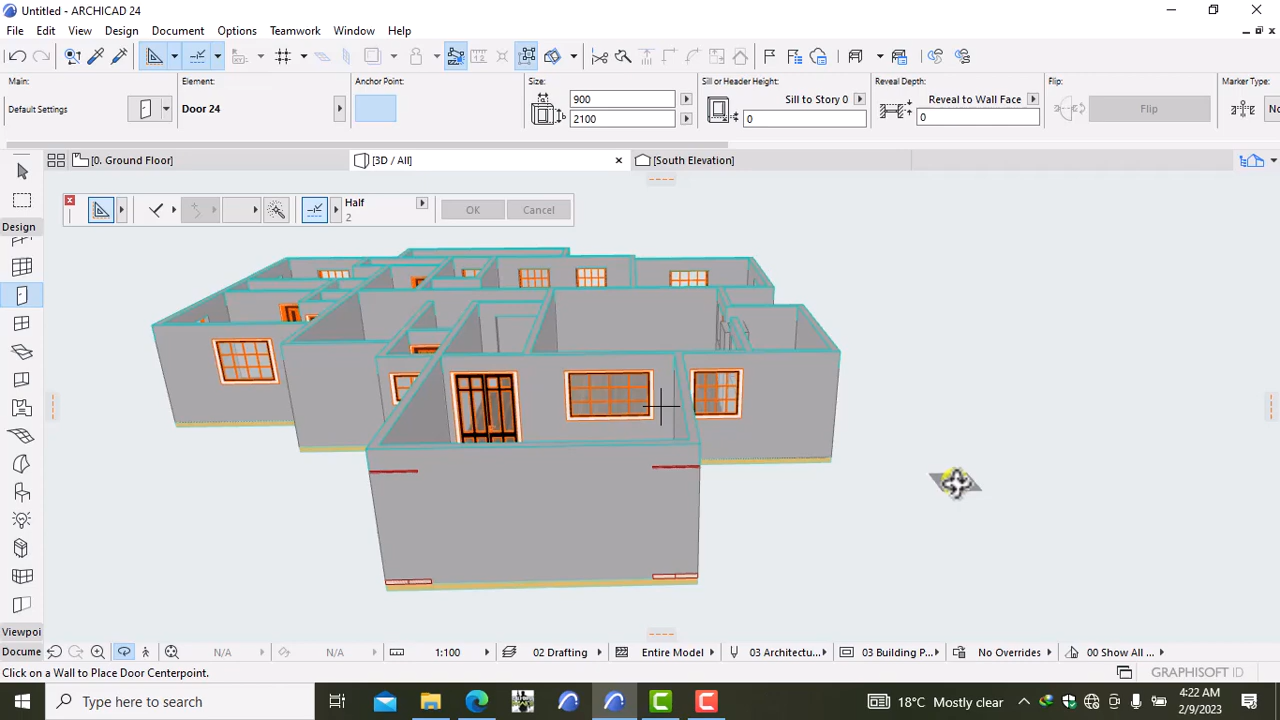 Untitled - ARCHICAD 24
File Edit View Design Document Options Teamwork Window Help
Main: Element: Anchor Point: Size: Sill or Header Height: Reveal Depth: Flip: Marker Type:
Default Settings Door 24 900 Sill to Story 0 Reveal to Wall Face Flip No
2100 0 0
[0. Ground Floor] [3D / All] [South Elevation]
Half
2
OK Cancel
Design
Viewpoi
Docume N/A N/A 1:100 02 Drafting Entire Model 03 Architectu... 03 Building P... No Overrides 00 Show All ...
Click on a Wall to Place Door Centerpoint. GRAPHISOFT ID
Type here to search 18°C Mostly clear 4:22 AM
2/9/2023